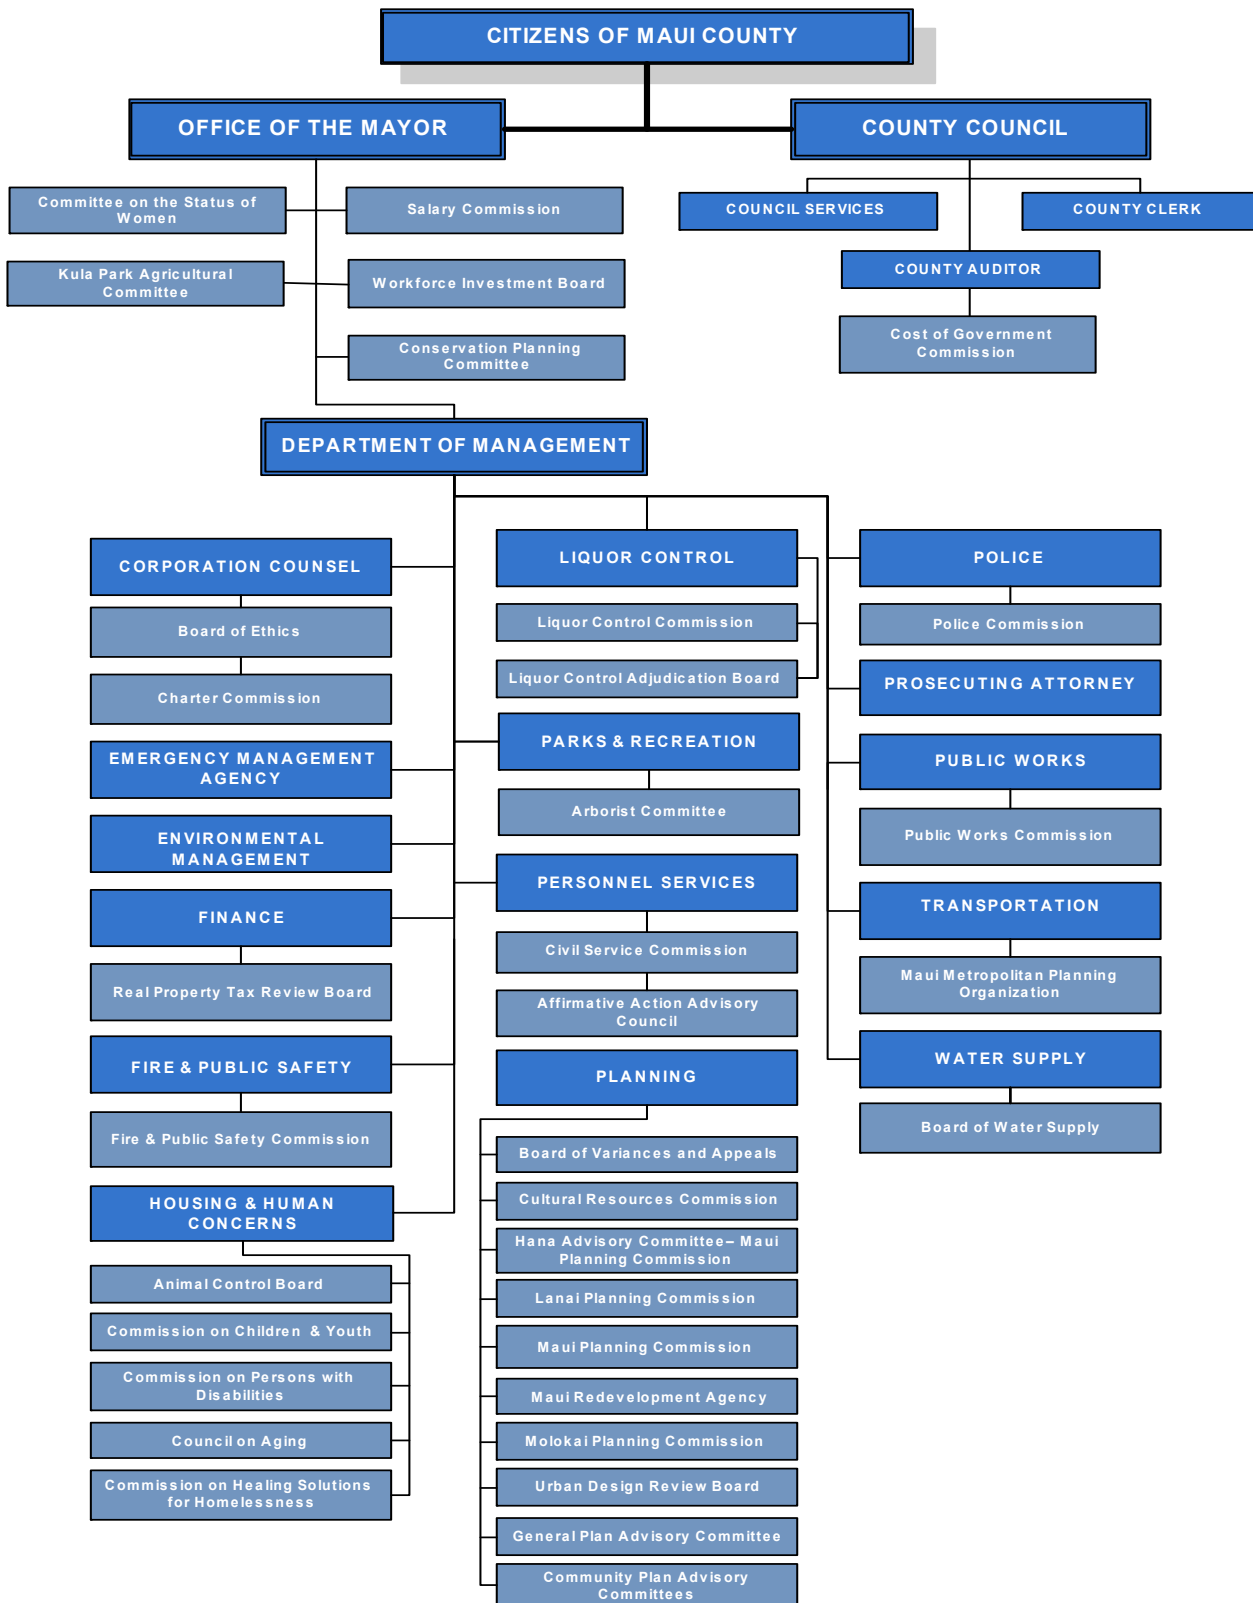 CITIZENS OF MAUI COUNTY
OFFICE OF THE MAYOR
COUNTY COUNCIL
Committee on the Status of
Women
Salary Commission
Kula Park Agricultural
Committee
Workforce Investment Board
Conservation Planning
Committee
COUNCIL SERVICES
COUNTY CLERK
COUNTY AUDITOR
Cost of Government
Commission
DEPARTMENT OF MANAGEMENT
CORPORATION COUNSEL
Board of Ethics
Charter Commission
EMERGENCY MANAGEMENT
AGENCY
ENVIRONMENTAL
MANAGEMENT
FINANCE
Real Property Tax Review Board
FIRE & PUBLIC SAFETY
Fire & Public Safety Commission
HOUSING & HUMAN
CONCERNS
Animal Control Board
Commission on Children & Youth
Commission on Persons with
Disabilities
Council on Aging
Commission on Healing Solutions
for Homelessness
LIQUOR CONTROL
Liquor Control Commission
Liquor Control Adjudication Board
PARKS & RECREATION
Arborist Committee
PERSONNEL SERVICES
Civil Service Commission
Affirmative Action Advisory
Council
PLANNING
Board of Variances and Appeals
Cultural Resources Commission
Hana Advisory Committee– Maui
Planning Commission
Lanai Planning Commission
Maui Planning Commission
Maui Redevelopment Agency
Molokai Planning Commission
Urban Design Review Board
General Plan Advisory Committee
Community Plan Advisory
Committees
POLICE
Police Commission
PROSECUTING ATTORNEY
PUBLIC WORKS
Public Works Commission
TRANSPORTATION
Maui Metropolitan Planning
Organization
WATER SUPPLY
Board of Water Supply